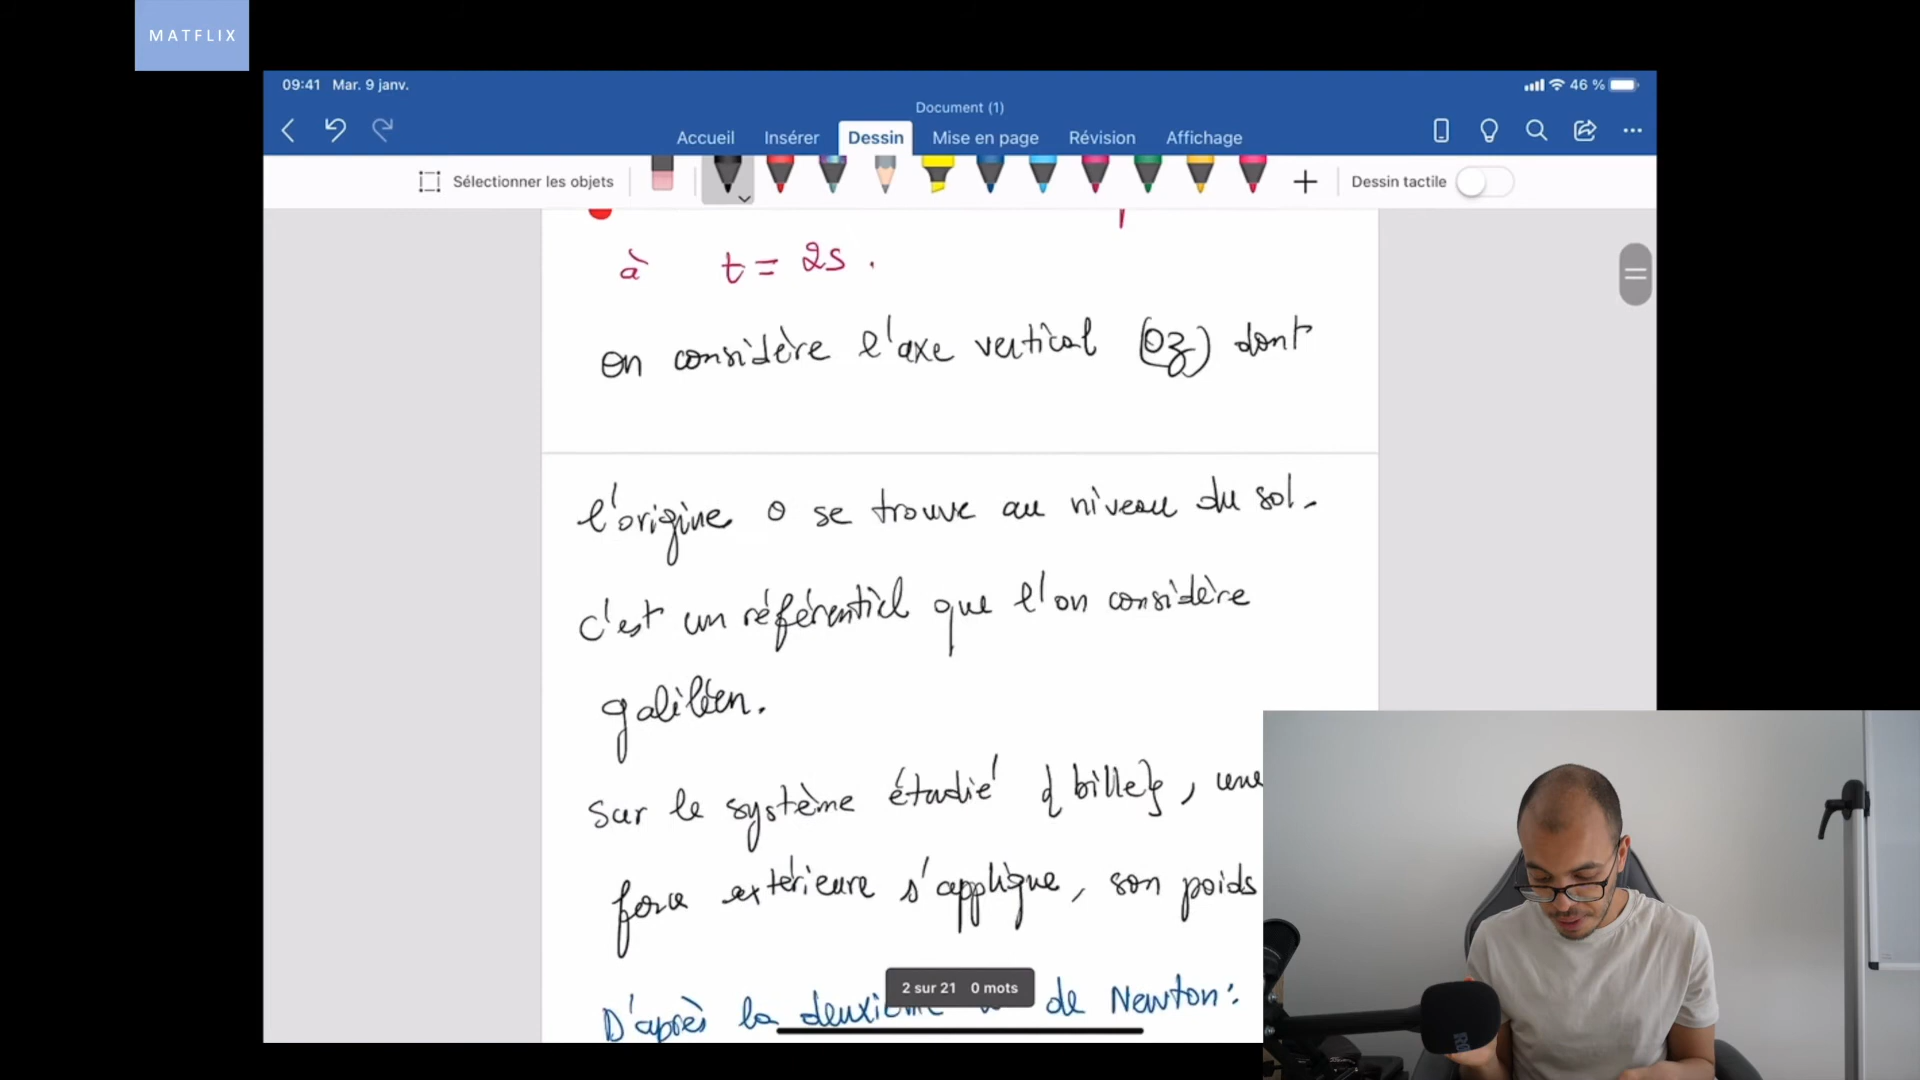 MATFLIX
09:41 Mar. 9 janv.
46 %
Document (1)
Accueil Insérer Dessin Mise en page Révision Affichage
Sélectionner les objets
Dessin tactile
à t = 2s.
on considère l'axe vertical (Oz) dont
l'origine O se trouve au niveau du sol.
c'est un référentiel que l'on considère
galiléen.
Sur le système étudié {bille}, une
force extérieure s'applique, son poids
2 sur 21 0 mots
D'après la deuxième de Newton: